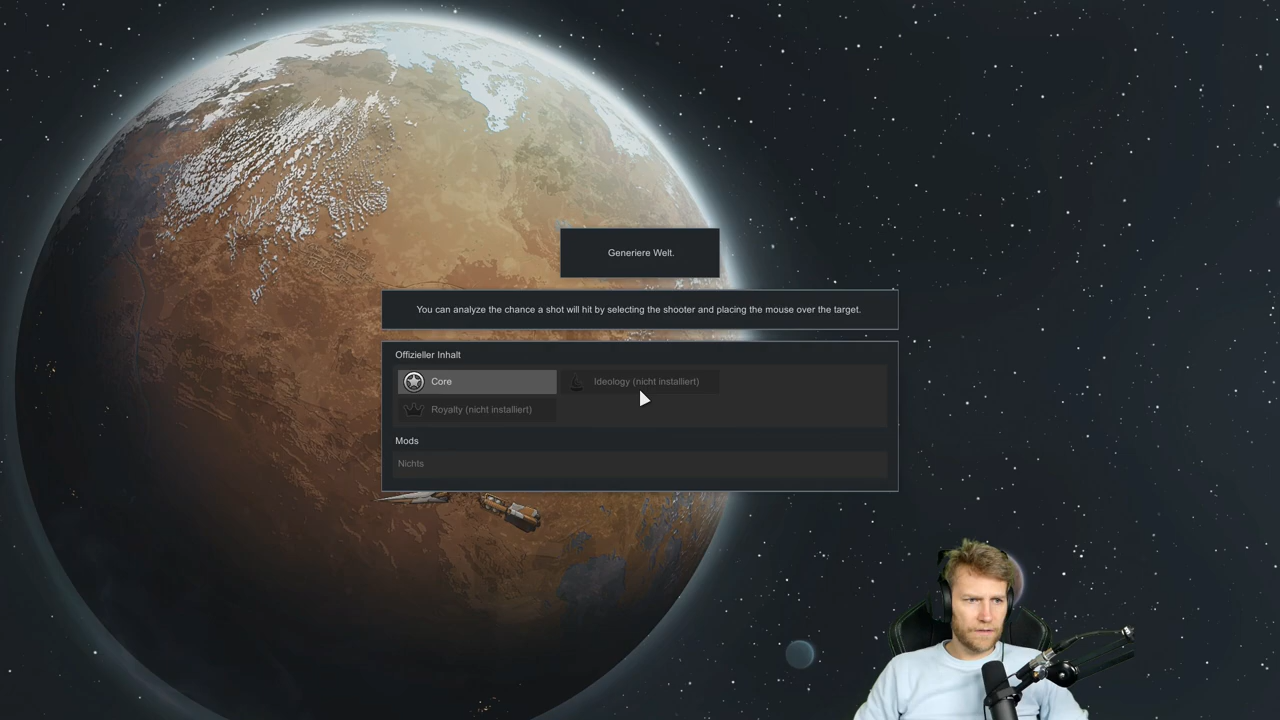 Generiere Welt.
You can analyze the chance a shot will hit by selecting the shooter and placing the mouse over the target.
Offizieller Inhalt
Core
Ideology (nicht installiert)
Royalty (nicht installiert)
Mods
Nichts